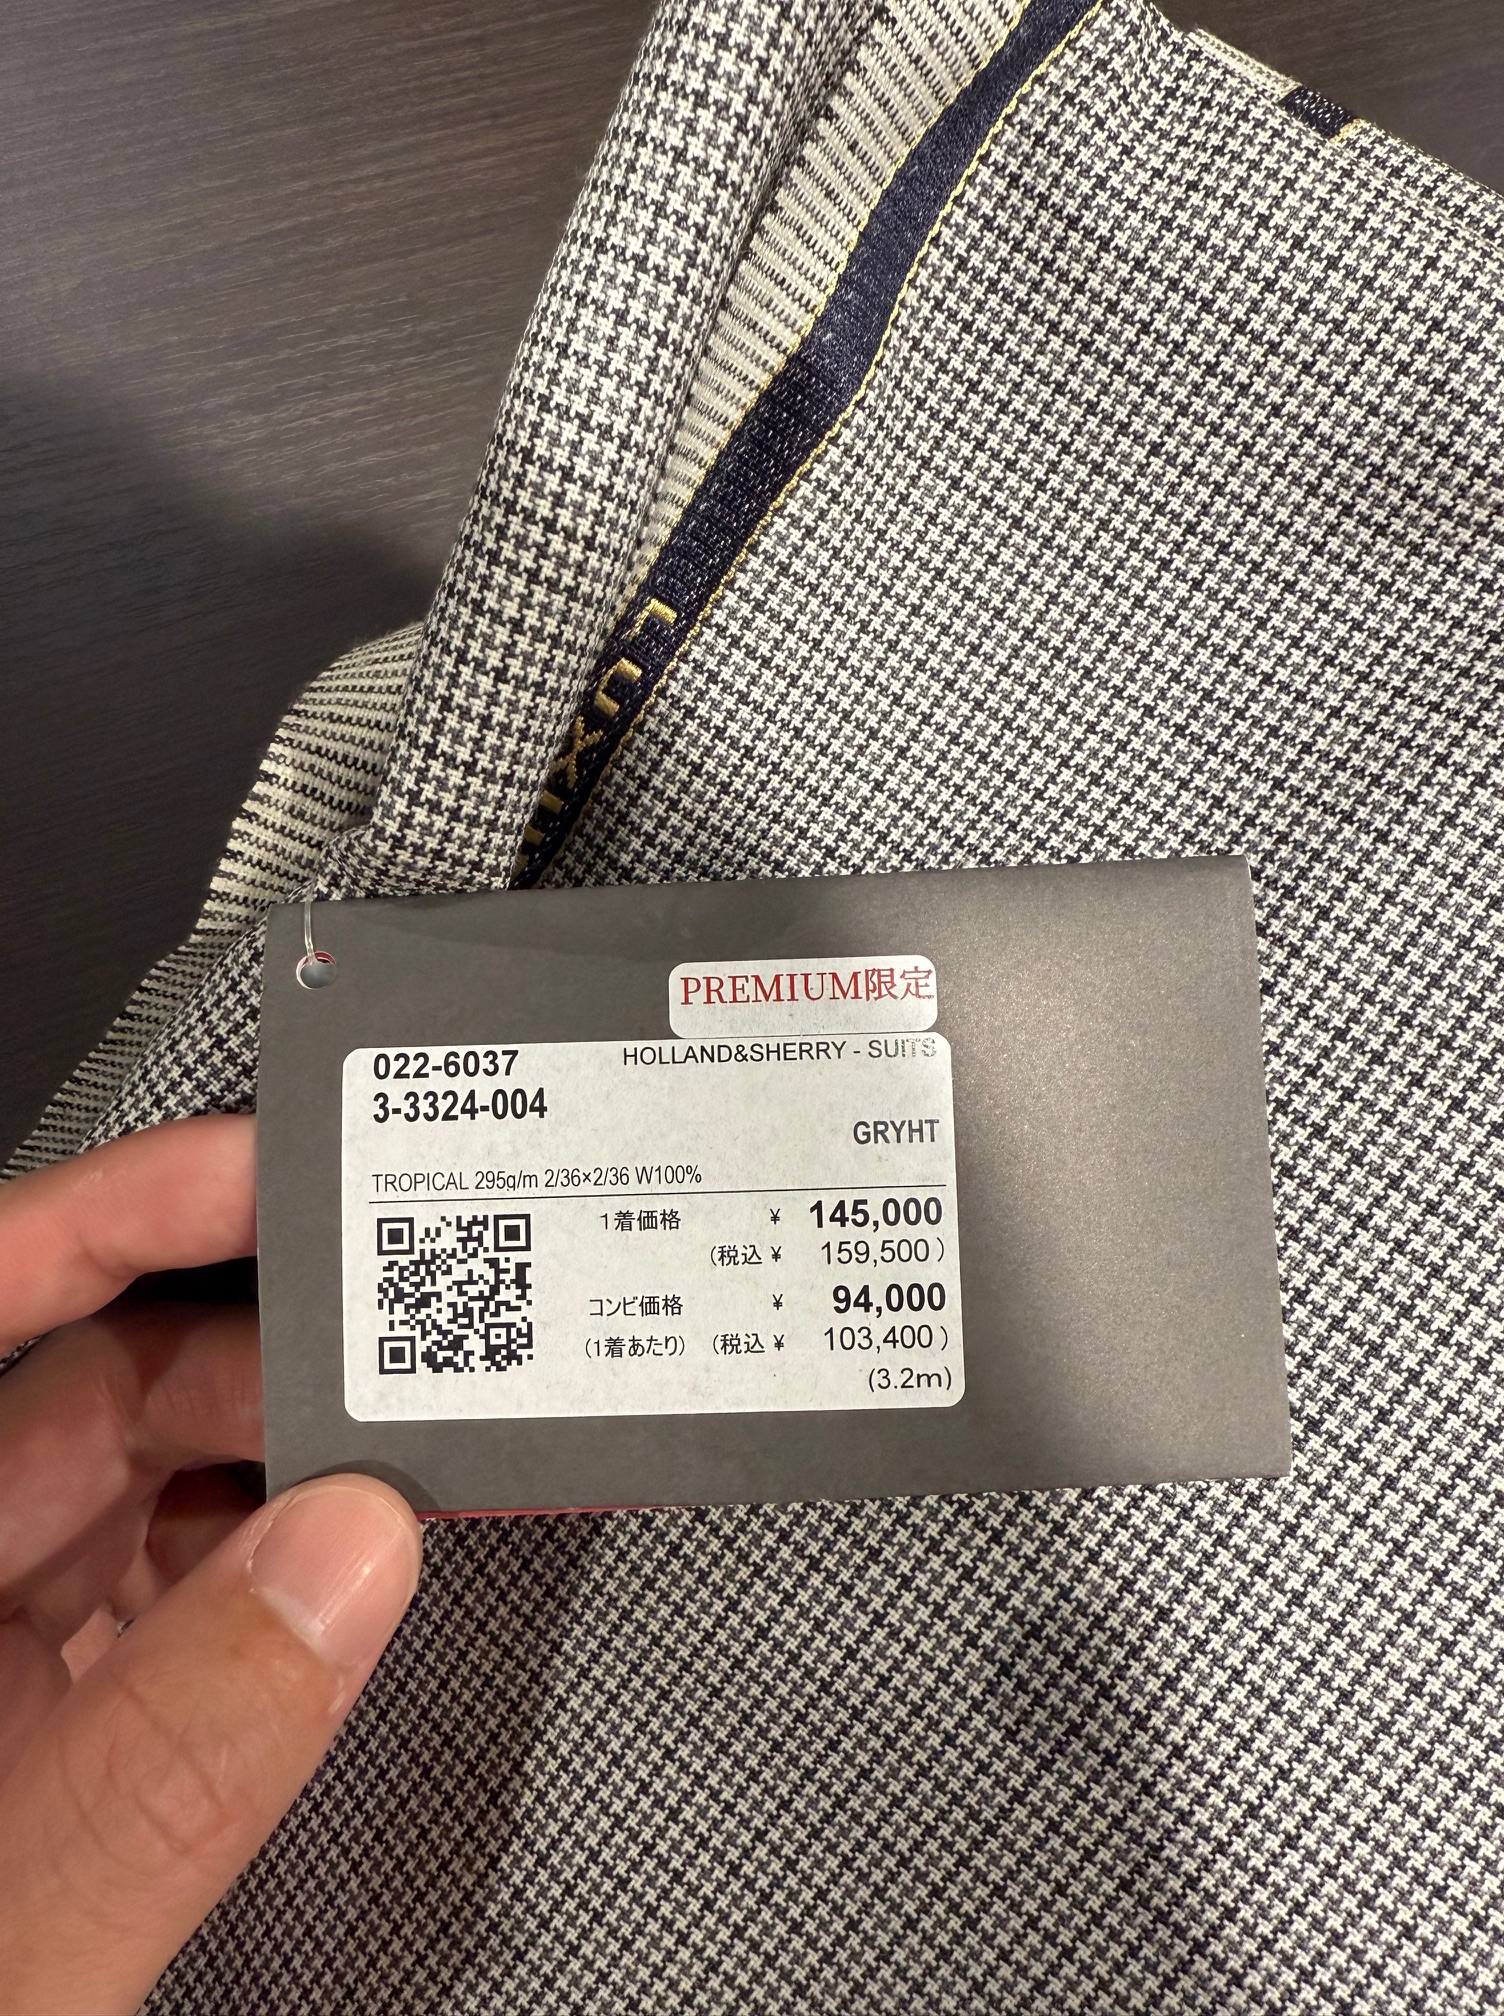 LUXU
PREMIUM限定
022-6037 HOLLAND&SHERRY - SUITS
3-3324-004
GRYHT
TROPICAL 295g/m 2/36×2/36 W100%
1着価格 ¥ 145,000
(税込 ¥ 159,500)
コンビ価格 ¥ 94,000
(1着あたり) (税込 ¥ 103,400)
(3.2m)